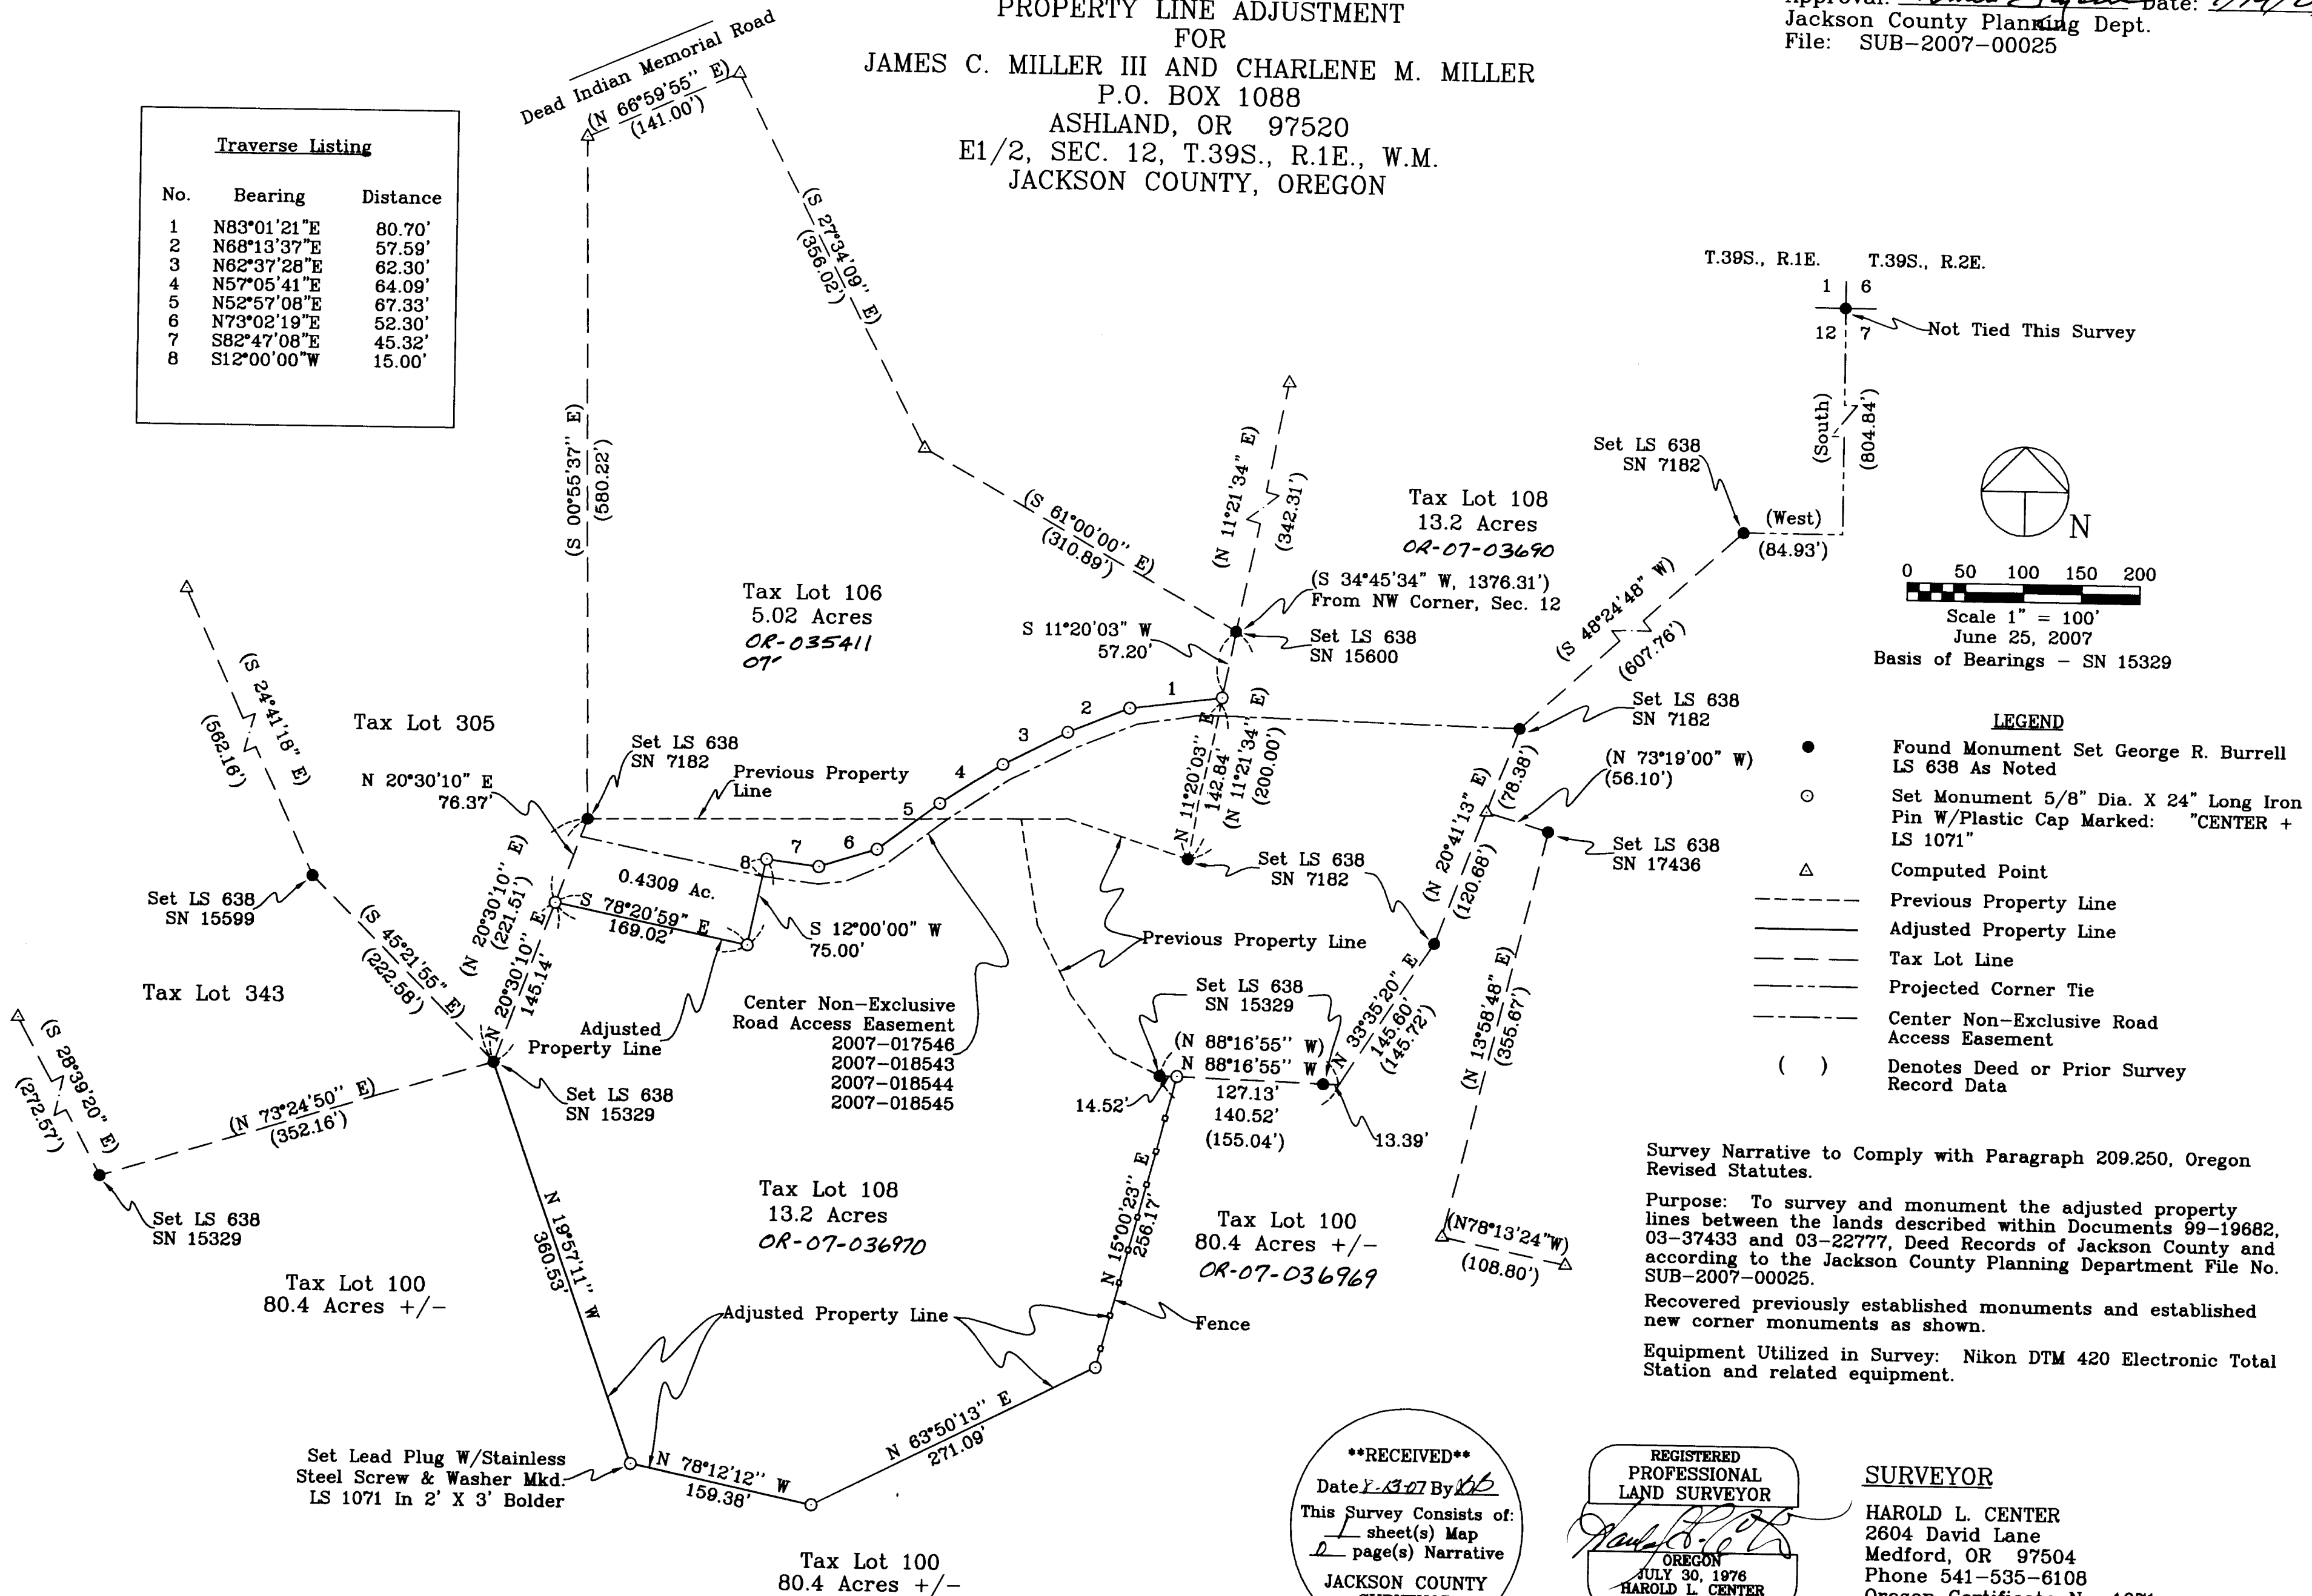 PROPERTY LINE ADJUSTMENT
FOR
JAMES C. MILLER III AND CHARLENE M. MILLER
P.O. BOX 1088
ASHLAND, OR 97520
E1/2, SEC. 12, T.39S., R.1E., W.M.
JACKSON COUNTY, OREGON
Approval: Date:
Jackson County Planning Dept.
File: SUB-2007-00025
Traverse Listing
No. Bearing Distance
1 N83°01'21"E 80.70'
2 N68°13'37"E 57.59'
3 N62°37'28"E 62.30'
4 N57°05'41"E 64.09'
5 N52°57'08"E 67.33'
6 N73°02'19"E 52.30'
7 S82°47'08"E 45.32'
8 S12°00'00"W 15.00'
Dead Indian Memorial Road
(N 66°59'55" E)
(141.00')
(S 27°34'09" E)
(356.02')
(S 00°55'37" E)
(580.22')
(S 61°00'00" E)
(310.89')
(N 11°21'34" E)
(342.31')
Tax Lot 108
13.2 Acres
OR-07-03690
(S 34°45'34" W, 1376.31')
From NW Corner, Sec. 12
Set LS 638
SN 15600
S 11°20'03" W
57.20'
Tax Lot 106
5.02 Acres
OR-035411
07-
T.39S., R.1E. T.39S., R.2E.
1 6
12 7
Not Tied This Survey
(South)
(804.84')
Set LS 638
SN 7182
(West)
(84.93')
(S 48°24'48" W)
(607.76')
N
0 50 100 150 200
Scale 1" = 100'
June 25, 2007
Basis of Bearings - SN 15329
LEGEND
Found Monument Set George R. Burrell
LS 638 As Noted
Set Monument 5/8" Dia. X 24" Long Iron
Pin W/Plastic Cap Marked: "CENTER +
LS 1071"
Computed Point
Previous Property Line
Adjusted Property Line
Tax Lot Line
Projected Corner Tie
Center Non-Exclusive Road
Access Easement
( ) Denotes Deed or Prior Survey
Record Data
Set LS 638
SN 7182
(N 73°19'00" W)
(56.10')
Set LS 638
SN 17436
(78.38')
(N 20°41'13" E)
(120.68')
1
2
3
4
5
6
7
8
N 11°20'03" E
142.84'
(N 11°21'34" E)
(200.00')
Set LS 638
SN 7182
(S 24°41'18" E)
(562.16')
Tax Lot 305
N 20°30'10" E
76.37'
Set LS 638
SN 7182
Previous Property
Line
0.4309 Ac.
S 78°20'59" E
169.02'
S 12°00'00" W
75.00'
(N 20°30'10" E)
(221.51')
N 20°30'10" E
145.14'
Set LS 638
SN 15599
(S 45°21'55" E)
(222.58')
Tax Lot 343
(S 28°39'20" E)
(272.57')
(N 73°24'50" E)
(352.16')
Set LS 638
SN 15329
Set LS 638
SN 15329
Adjusted
Property Line
Center Non-Exclusive
Road Access Easement
2007-017546
2007-018543
2007-018544
2007-018545
Previous Property Line
Set LS 638
SN 15329
(N 88°16'55" W)
N 88°16'55" W
127.13'
140.52'
(155.04')
14.52'
13.39'
N 33°35'20" E
145.60'
(145.72')
(N 13°58'48" E)
(355.67')
(N78°13'24"W)
(108.80')
Tax Lot 100
80.4 Acres +/-
N 19°57'11" W
360.53'
Tax Lot 108
13.2 Acres
OR-07-036970
N 15°00'23" E
256.17'
Tax Lot 100
80.4 Acres +/-
OR-07-036969
Adjusted Property Line
Fence
N 63°50'13" E
271.09'
N 78°12'12" W
159.38'
Set Lead Plug W/Stainless
Steel Screw & Washer Mkd.
LS 1071 In 2' X 3' Bolder
Tax Lot 100
80.4 Acres +/-
Survey Narrative to Comply with Paragraph 209.250, Oregon
Revised Statutes.
Purpose: To survey and monument the adjusted property
lines between the lands described within Documents 99-19682,
03-37433 and 03-22777, Deed Records of Jackson County and
according to the Jackson County Planning Department File No.
SUB-2007-00025.
Recovered previously established monuments and established
new corner monuments as shown.
Equipment Utilized in Survey: Nikon DTM 420 Electronic Total
Station and related equipment.
**RECEIVED**
Date 8-13-07 By
This Survey Consists of:
1 sheet(s) Map
0 page(s) Narrative
JACKSON COUNTY
REGISTERED
PROFESSIONAL
LAND SURVEYOR
OREGON
JULY 30, 1976
HAROLD L. CENTER
SURVEYOR
HAROLD L. CENTER
2604 David Lane
Medford, OR 97504
Phone 541-535-6108